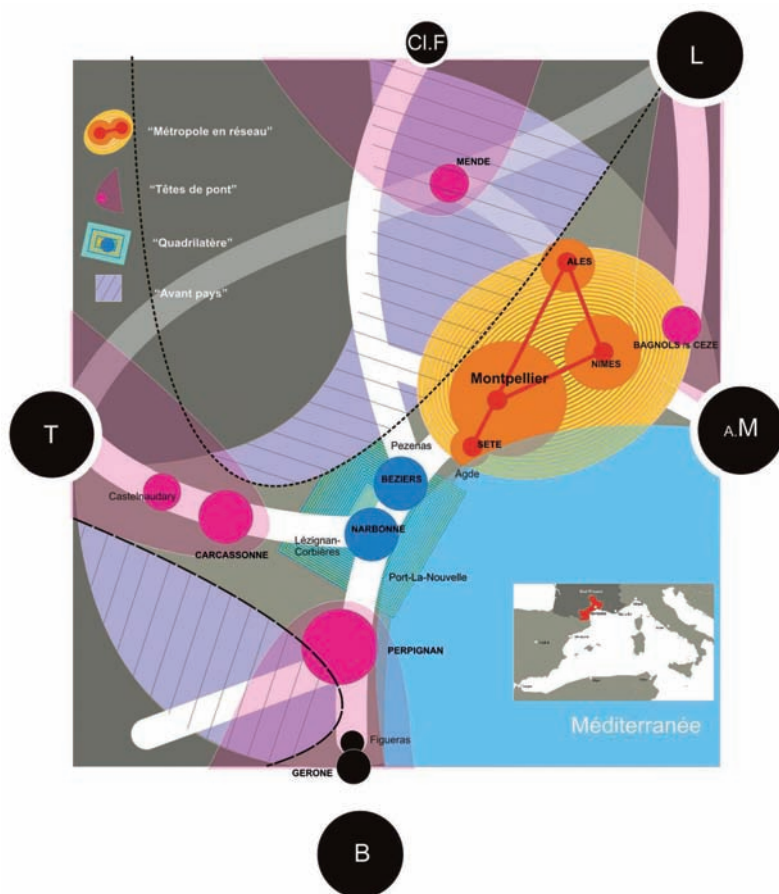 Cl.F
L
"Métropole en réseau"
MENDE
"Têtes de pont"
"Quadrilatère"
ALES
"Avant pays"
BAGNOLS /s CEZE
NîMES
Montpellier
T
A.M
SETE
Pezenas
Agde
BEZIERS
Castelnaudary
NARBONNE
CARCASSONNE
Lézignan-
Corbières
Port-La-Nouvelle
PERPIGNAN
Méditerranée
Figueras
GERONE
B